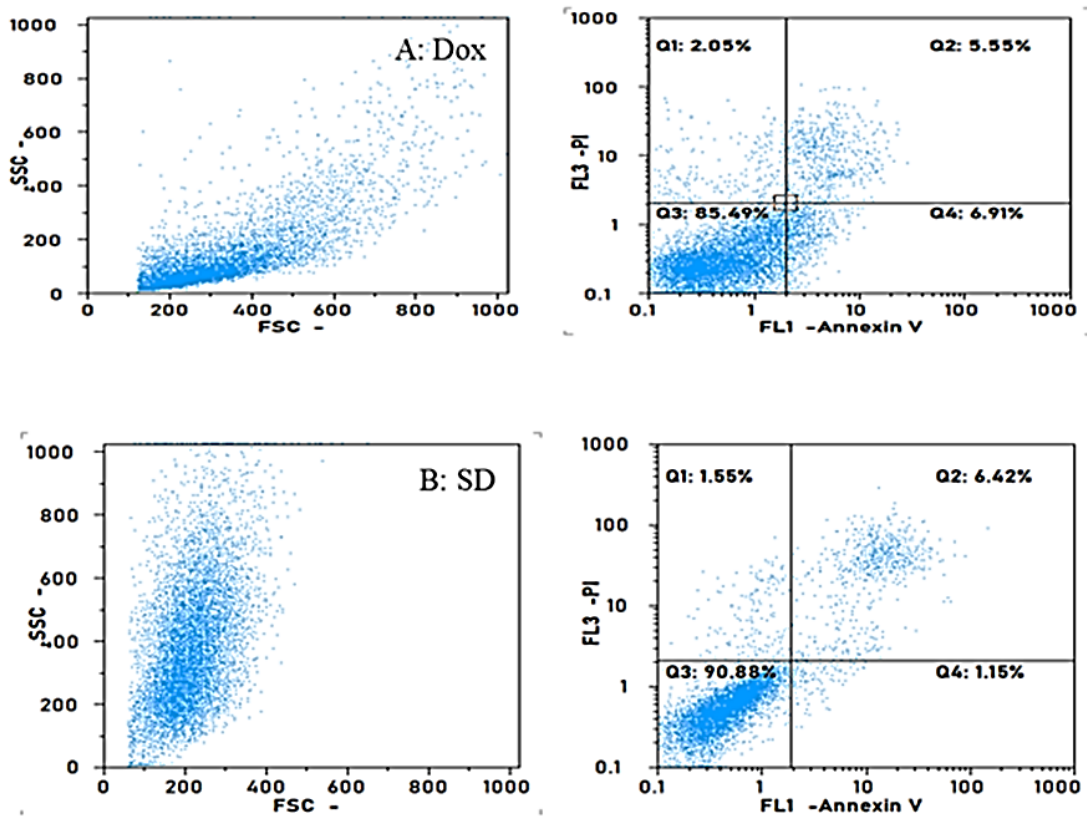 1000
800
600
400
200
0
SSC -
A: Dox
0 200 400 600 800 1000
FSC -
1000
100
10
1
0.1
FL3 -PI
Q1: 2.05%
Q2: 5.55%
Q3: 85.49%
Q4: 6.91%
0.1 1 10 100 1000
FL1 -Annexin V
1000
800
600
400
200
0
SSC -
B: SD
0 200 400 600 800 1000
FSC -
1000
100
10
1
0.1
FL3 -PI
Q1: 1.55%
Q2: 6.42%
Q3: 90.88%
Q4: 1.15%
0.1 1 10 100 1000
FL1 -Annexin V